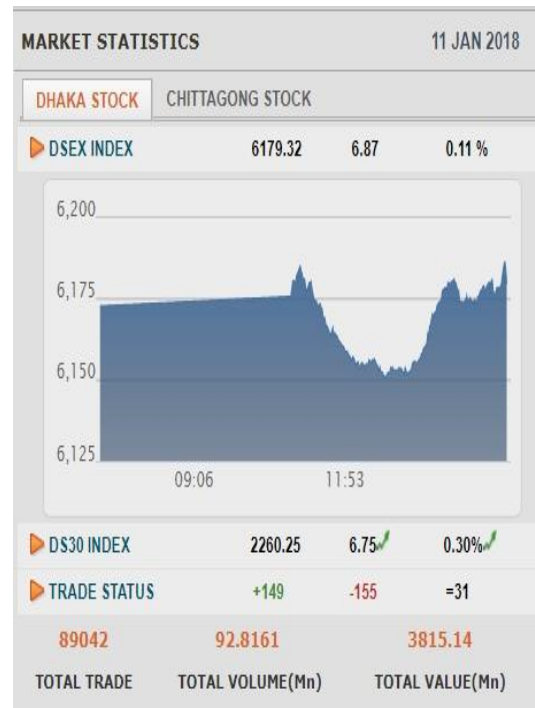 MARKET STATISTICS 11 JAN 2018
DHAKA STOCK CHITTAGONG STOCK
DSEX INDEX 6179.32 6.87 0.11 %
6,200
6,175
6,150
6,125
09:06 11:53
DS30 INDEX 2260.25 6.75 0.30%
TRADE STATUS +149 -155 =31
89042 92.8161 3815.14
TOTAL TRADE TOTAL VOLUME(Mn) TOTAL VALUE(Mn)